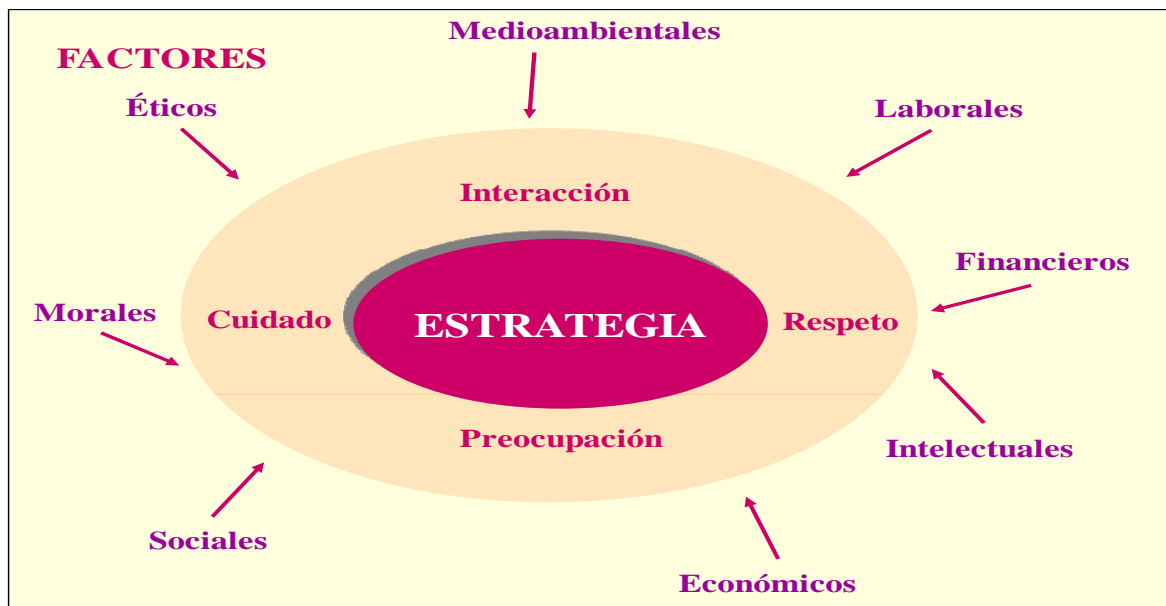 Medioambientales
FACTORES
Éticos
Laborales
Interacción
Financieros
Morales
Cuidado
ESTRATEGIA
Respeto
Preocupación
Intelectuales
Sociales
Económicos